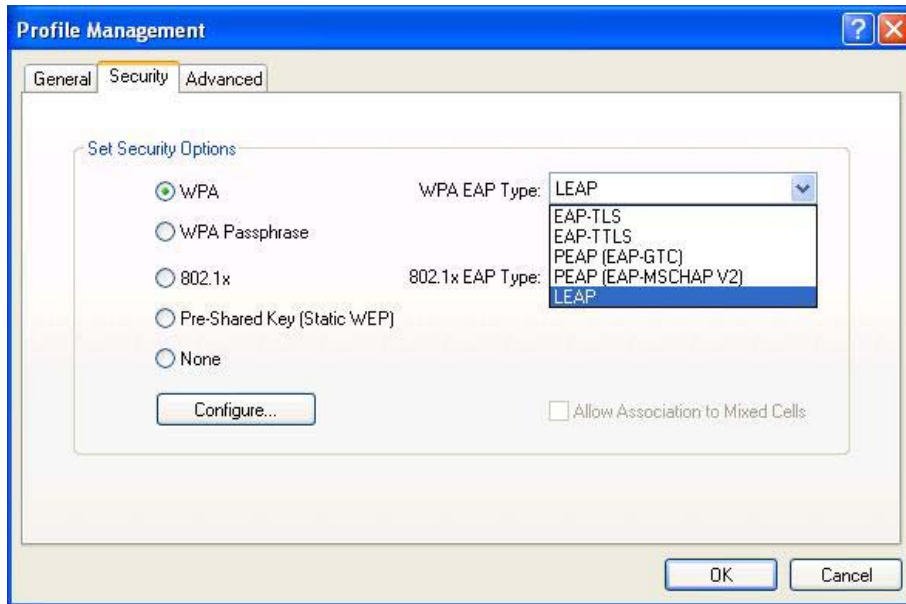 Profile Management
General Security Advanced
Set Security Options
WPA WPA EAP Type: LEAP
EAP-TLS
WPA Passphrase EAP-TTLS
PEAP (EAP-GTC)
802.1x 802.1x EAP Type: PEAP (EAP-MSCHAP V2)
LEAP
Pre-Shared Key (Static WEP)
None
Configure... Allow Association to Mixed Cells
OK Cancel